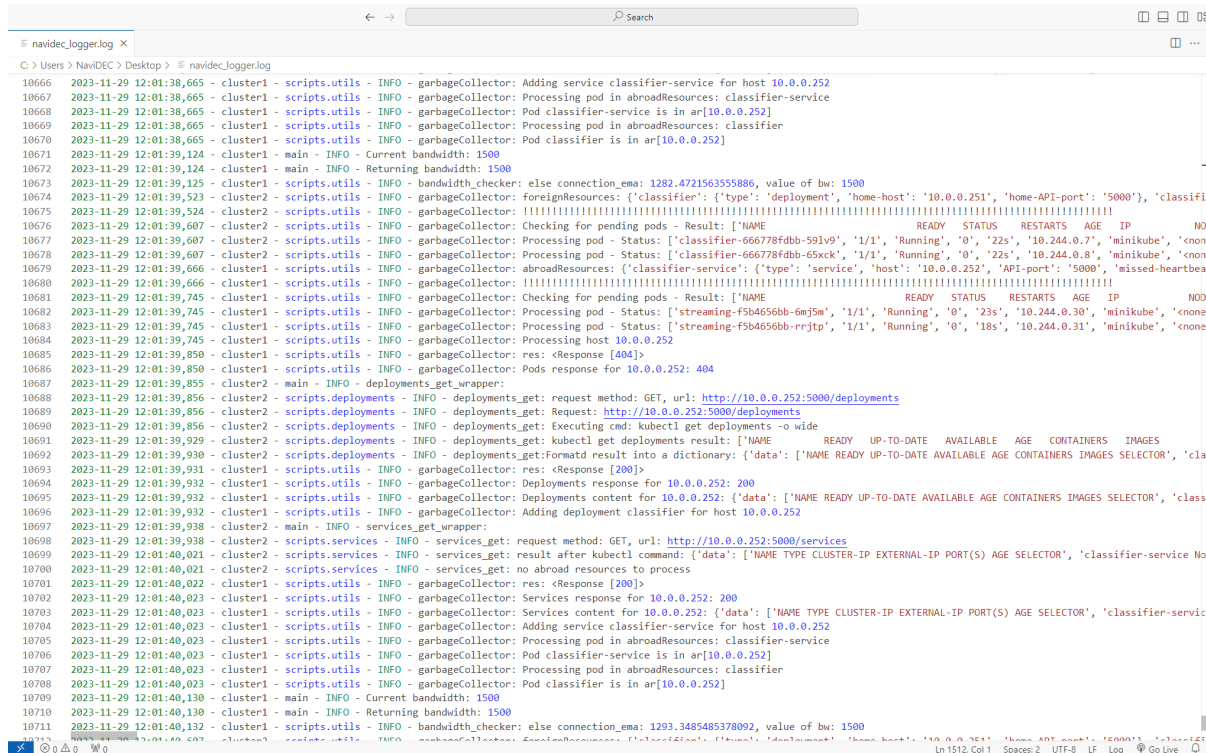 Search
navidec_logger.log
C: > Users > NaviDEC > Desktop > navidec_logger.log
10666 2023-11-29 12:01:38,665 - cluster1 - scripts.utils - INFO - garbageCollector: Adding service classifier-service for host 10.0.0.252
10667 2023-11-29 12:01:38,665 - cluster1 - scripts.utils - INFO - garbageCollector: Processing pod in abroadResources: classifier-service
10668 2023-11-29 12:01:38,665 - cluster1 - scripts.utils - INFO - garbageCollector: Pod classifier-service is in ar[10.0.0.252]
10669 2023-11-29 12:01:38,665 - cluster1 - scripts.utils - INFO - garbageCollector: Processing pod in abroadResources: classifier
10670 2023-11-29 12:01:38,665 - cluster1 - scripts.utils - INFO - garbageCollector: Pod classifier is in ar[10.0.0.252]
10671 2023-11-29 12:01:39,124 - cluster1 - main - INFO - Current bandwidth: 1500
10672 2023-11-29 12:01:39,124 - cluster1 - main - INFO - Returning bandwidth: 1500
10673 2023-11-29 12:01:39,125 - cluster1 - scripts.utils - INFO - bandwidth_checker: else connection_ema: 1282.4721563555886, value of bw: 1500
10674 2023-11-29 12:01:39,523 - cluster2 - scripts.utils - INFO - garbageCollector: foreignResources: {'classifier': {'type': 'deployment', 'home-host': '10.0.0.251', 'home-API-port': '5000'}, 'classifi
10675 2023-11-29 12:01:39,524 - cluster2 - scripts.utils - INFO - garbageCollector: !!!!!!!!!!!!!!!!!!!!!!!!!!!!!!!!!!!!!!!!!!!!!!!!!!!!!!!!!!!!!!!!!!!!!!!!!!!!!!!!!!!!!!!!!!!!!!!!!!!
10676 2023-11-29 12:01:39,607 - cluster2 - scripts.utils - INFO - garbageCollector: Checking for pending pods - Result: ['NAME READY STATUS RESTARTS AGE IP NO
10677 2023-11-29 12:01:39,607 - cluster2 - scripts.utils - INFO - garbageCollector: Processing pod - Status: ['classifier-666778fdbb-59lv9', '1/1', 'Running', '0', '22s', '10.244.0.7', 'minikube', '<non
10678 2023-11-29 12:01:39,607 - cluster2 - scripts.utils - INFO - garbageCollector: Processing pod - Status: ['classifier-666778fdbb-65xck', '1/1', 'Running', '0', '22s', '10.244.0.8', 'minikube', '<non
10679 2023-11-29 12:01:39,666 - cluster1 - scripts.utils - INFO - garbageCollector: abroadResources: {'classifier-service': {'type': 'service', 'host': '10.0.0.252', 'API-port': '5000', 'missed-heartbea
10680 2023-11-29 12:01:39,666 - cluster1 - scripts.utils - INFO - garbageCollector: !!!!!!!!!!!!!!!!!!!!!!!!!!!!!!!!!!!!!!!!!!!!!!!!!!!!!!!!!!!!!!!!!!!!!!!!!!!!!!!!!!!!!!!!!!!!!!!!!!!
10681 2023-11-29 12:01:39,745 - cluster1 - scripts.utils - INFO - garbageCollector: Checking for pending pods - Result: ['NAME READY STATUS RESTARTS AGE IP NOD
10682 2023-11-29 12:01:39,745 - cluster1 - scripts.utils - INFO - garbageCollector: Processing pod - Status: ['streaming-f5b4656bb-6mj5m', '1/1', 'Running', '0', '23s', '10.244.0.30', 'minikube', '<none
10683 2023-11-29 12:01:39,745 - cluster1 - scripts.utils - INFO - garbageCollector: Processing pod - Status: ['streaming-f5b4656bb-rrjtp', '1/1', 'Running', '0', '18s', '10.244.0.31', 'minikube', '<none
10684 2023-11-29 12:01:39,745 - cluster1 - scripts.utils - INFO - garbageCollector: Processing host 10.0.0.252
10685 2023-11-29 12:01:39,850 - cluster1 - scripts.utils - INFO - garbageCollector: res: <Response [404]>
10686 2023-11-29 12:01:39,850 - cluster1 - scripts.utils - INFO - garbageCollector: Pods response for 10.0.0.252: 404
10687 2023-11-29 12:01:39,855 - cluster2 - main - INFO - deployments_get_wrapper:
10688 2023-11-29 12:01:39,856 - cluster2 - scripts.deployments - INFO - deployments_get: request method: GET, url: http://10.0.0.252:5000/deployments
10689 2023-11-29 12:01:39,856 - cluster2 - scripts.deployments - INFO - deployments_get: Request: http://10.0.0.252:5000/deployments
10690 2023-11-29 12:01:39,856 - cluster2 - scripts.deployments - INFO - deployments_get: Executing cmd: kubectl get deployments -o wide
10691 2023-11-29 12:01:39,929 - cluster2 - scripts.deployments - INFO - deployments_get: kubectl get deployments result: ['NAME READY UP-TO-DATE AVAILABLE AGE CONTAINERS IMAGES
10692 2023-11-29 12:01:39,930 - cluster2 - scripts.deployments - INFO - deployments_get:Formatd result into a dictionary: {'data': ['NAME READY UP-TO-DATE AVAILABLE AGE CONTAINERS IMAGES SELECTOR', 'cla
10693 2023-11-29 12:01:39,931 - cluster1 - scripts.utils - INFO - garbageCollector: res: <Response [200]>
10694 2023-11-29 12:01:39,932 - cluster1 - scripts.utils - INFO - garbageCollector: Deployments response for 10.0.0.252: 200
10695 2023-11-29 12:01:39,932 - cluster1 - scripts.utils - INFO - garbageCollector: Deployments content for 10.0.0.252: {'data': ['NAME READY UP-TO-DATE AVAILABLE AGE CONTAINERS IMAGES SELECTOR', 'class
10696 2023-11-29 12:01:39,932 - cluster1 - scripts.utils - INFO - garbageCollector: Adding deployment classifier for host 10.0.0.252
10697 2023-11-29 12:01:39,938 - cluster2 - main - INFO - services_get_wrapper:
10698 2023-11-29 12:01:39,938 - cluster2 - scripts.services - INFO - services_get: request method: GET, url: http://10.0.0.252:5000/services
10699 2023-11-29 12:01:40,021 - cluster2 - scripts.services - INFO - services_get: result after kubectl command: {'data': ['NAME TYPE CLUSTER-IP EXTERNAL-IP PORT(S) AGE SELECTOR', 'classifier-service No
10700 2023-11-29 12:01:40,021 - cluster2 - scripts.services - INFO - services_get: no abroad resources to process
10701 2023-11-29 12:01:40,022 - cluster1 - scripts.utils - INFO - garbageCollector: res: <Response [200]>
10702 2023-11-29 12:01:40,023 - cluster1 - scripts.utils - INFO - garbageCollector: Services response for 10.0.0.252: 200
10703 2023-11-29 12:01:40,023 - cluster1 - scripts.utils - INFO - garbageCollector: Services content for 10.0.0.252: {'data': ['NAME TYPE CLUSTER-IP EXTERNAL-IP PORT(S) AGE SELECTOR', 'classifier-servic
10704 2023-11-29 12:01:40,023 - cluster1 - scripts.utils - INFO - garbageCollector: Adding service classifier-service for host 10.0.0.252
10705 2023-11-29 12:01:40,023 - cluster1 - scripts.utils - INFO - garbageCollector: Processing pod in abroadResources: classifier-service
10706 2023-11-29 12:01:40,023 - cluster1 - scripts.utils - INFO - garbageCollector: Pod classifier-service is in ar[10.0.0.252]
10707 2023-11-29 12:01:40,023 - cluster1 - scripts.utils - INFO - garbageCollector: Processing pod in abroadResources: classifier
10708 2023-11-29 12:01:40,023 - cluster1 - scripts.utils - INFO - garbageCollector: Pod classifier is in ar[10.0.0.252]
10709 2023-11-29 12:01:40,130 - cluster1 - main - INFO - Current bandwidth: 1500
10710 2023-11-29 12:01:40,130 - cluster1 - main - INFO - Returning bandwidth: 1500
10711 2023-11-29 12:01:40,132 - cluster1 - scripts.utils - INFO - bandwidth_checker: else connection_ema: 1293.3485485378092, value of bw: 1500
0 0 0 Ln 1512, Col 1 Spaces: 2 UTF-8 LF Log Go Live